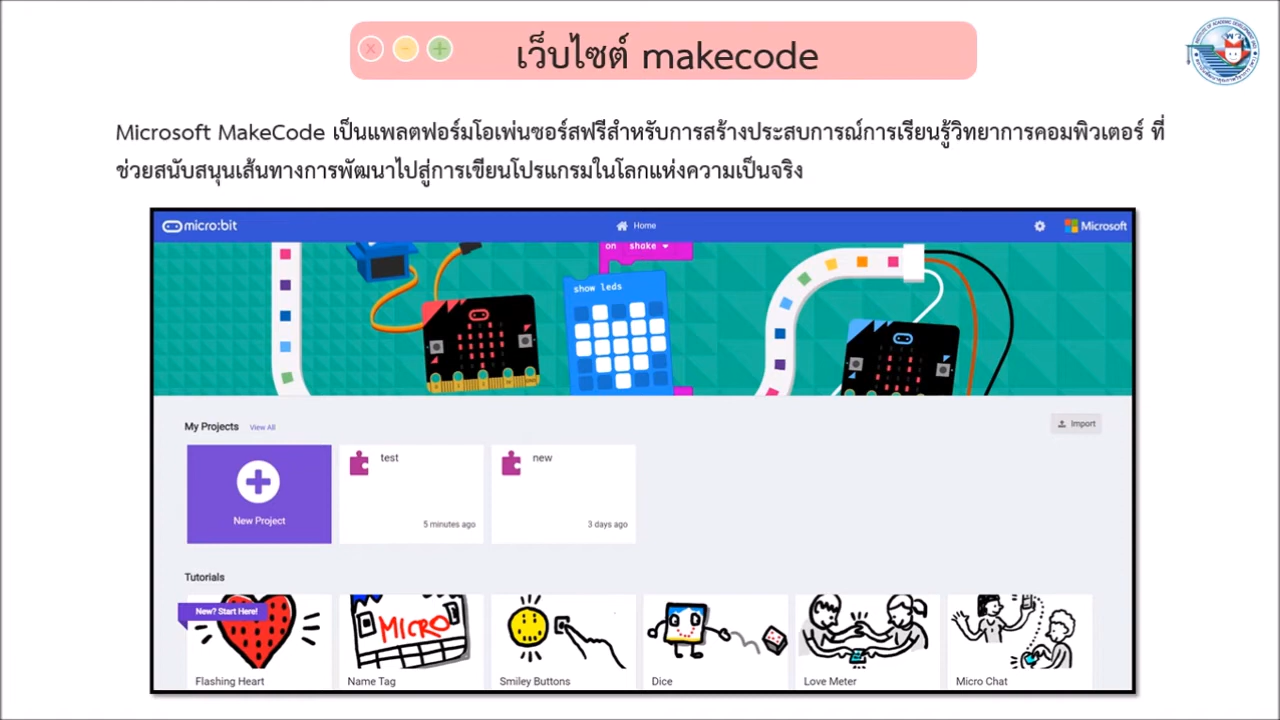 เว็บไซต์ makecode
Microsoft MakeCode เป็นแพลตฟอร์มโอเพ่นซอร์สฟรีสำหรับการสร้างประสบการณ์การเรียนรู้วิทยาการคอมพิวเตอร์ ที่
ช่วยสนับสนุนเส้นทางการพัฒนาไปสู่การเขียนโปรแกรมในโลกแห่งความเป็นจริง
micro:bit
Home
Microsoft
on shake
show leds
My Projects View All
Import
test
new
New Project
5 minutes ago
3 days ago
Tutorials
New? Start Here!
MICRO
Flashing Heart
Name Tag
Smiley Buttons
Dice
Love Meter
Micro Chat